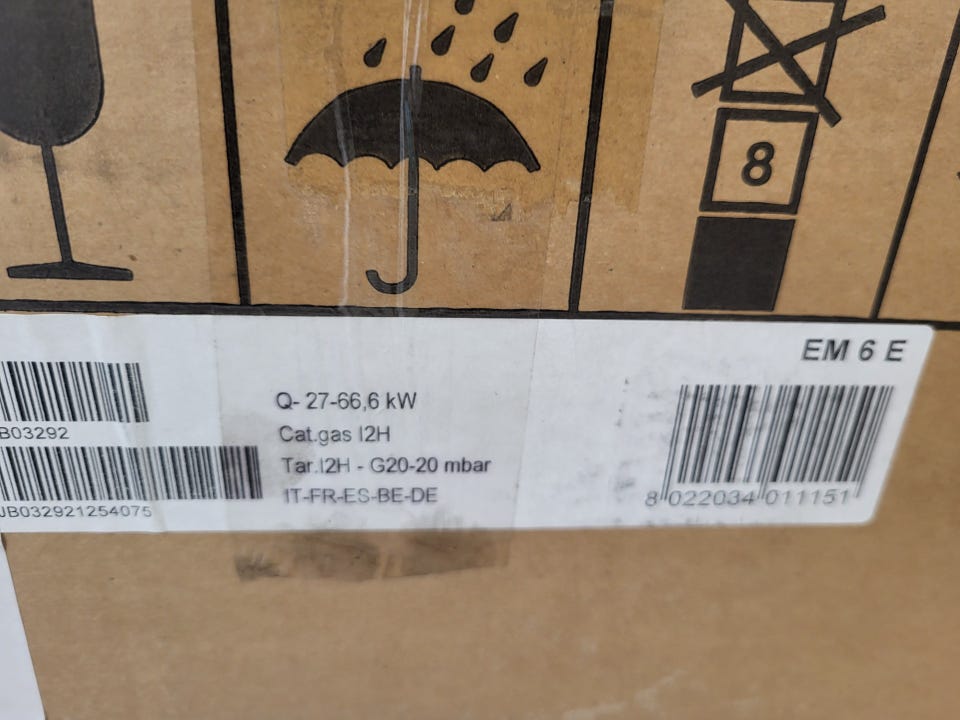 8
EM 6 E
Q- 27-66,6 kW
Cat.gas I2H
Tar.I2H - G20-20 mbar
IT-FR-ES-BE-DE
B03292
JB032921254075
8 022034 011151